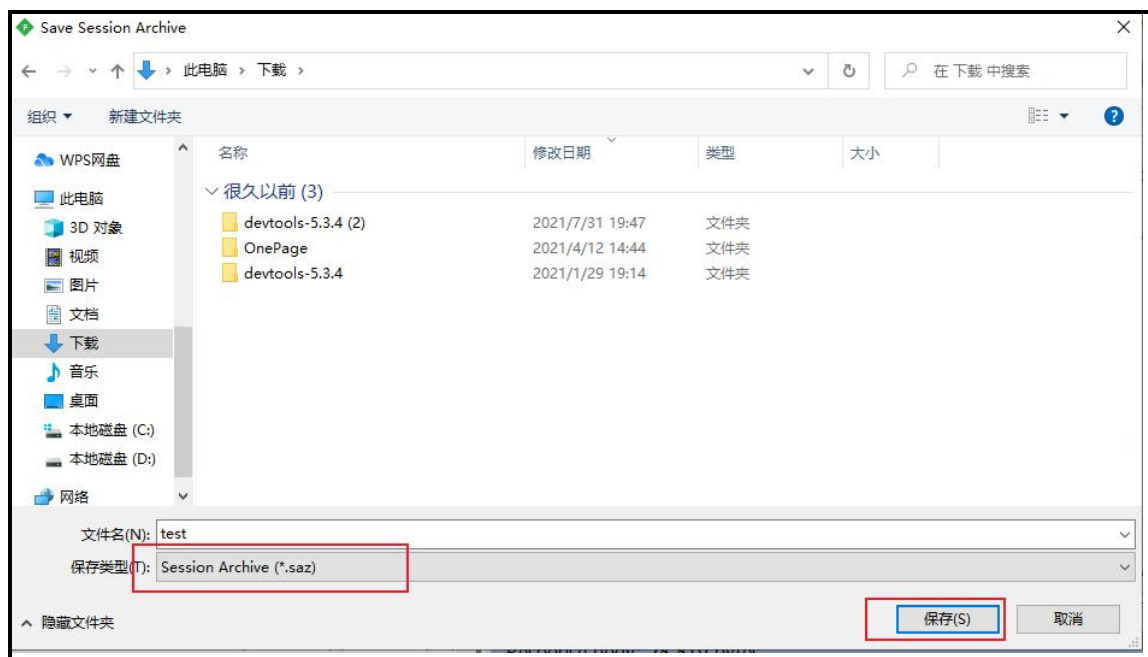 Save Session Archive
此电脑 › 下载 ›
在 下载 中搜索
组织 新建文件夹
名称 修改日期 类型 大小
WPS网盘
此电脑
3D 对象
视频
图片
文档
下载
音乐
桌面
本地磁盘 (C:)
本地磁盘 (D:)
网络
很久以前 (3)
devtools-5.3.4 (2) 2021/7/31 19:47 文件夹
OnePage 2021/4/12 14:44 文件夹
devtools-5.3.4 2021/1/29 19:14 文件夹
文件名(N): test
保存类型(T): Session Archive (*.saz)
隐藏文件夹 保存(S) 取消